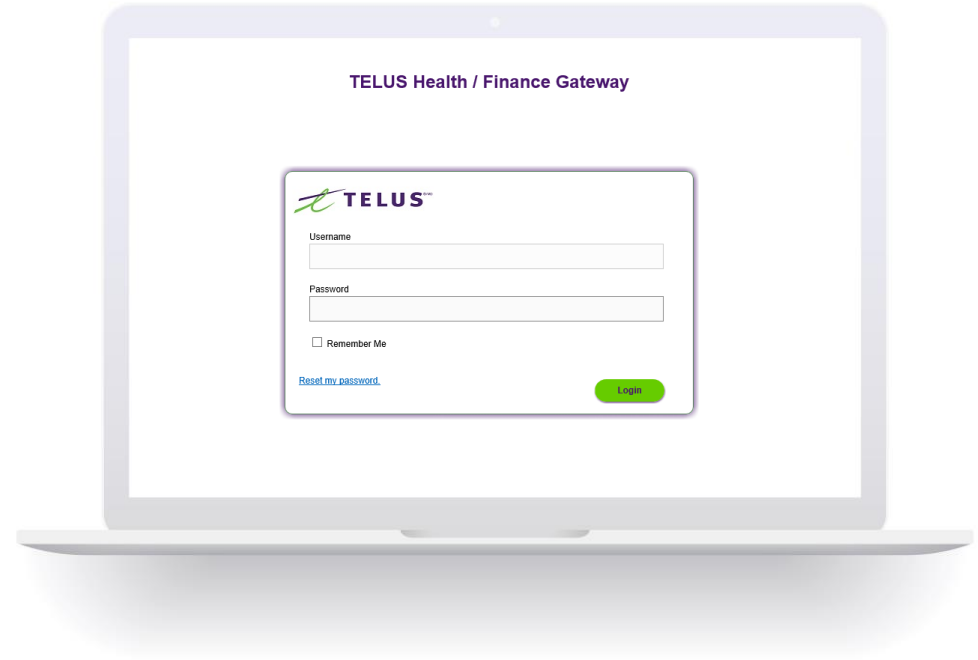 TELUS Health / Finance Gateway
TELUS
Username
Password
Remember Me
Reset my password.
Login